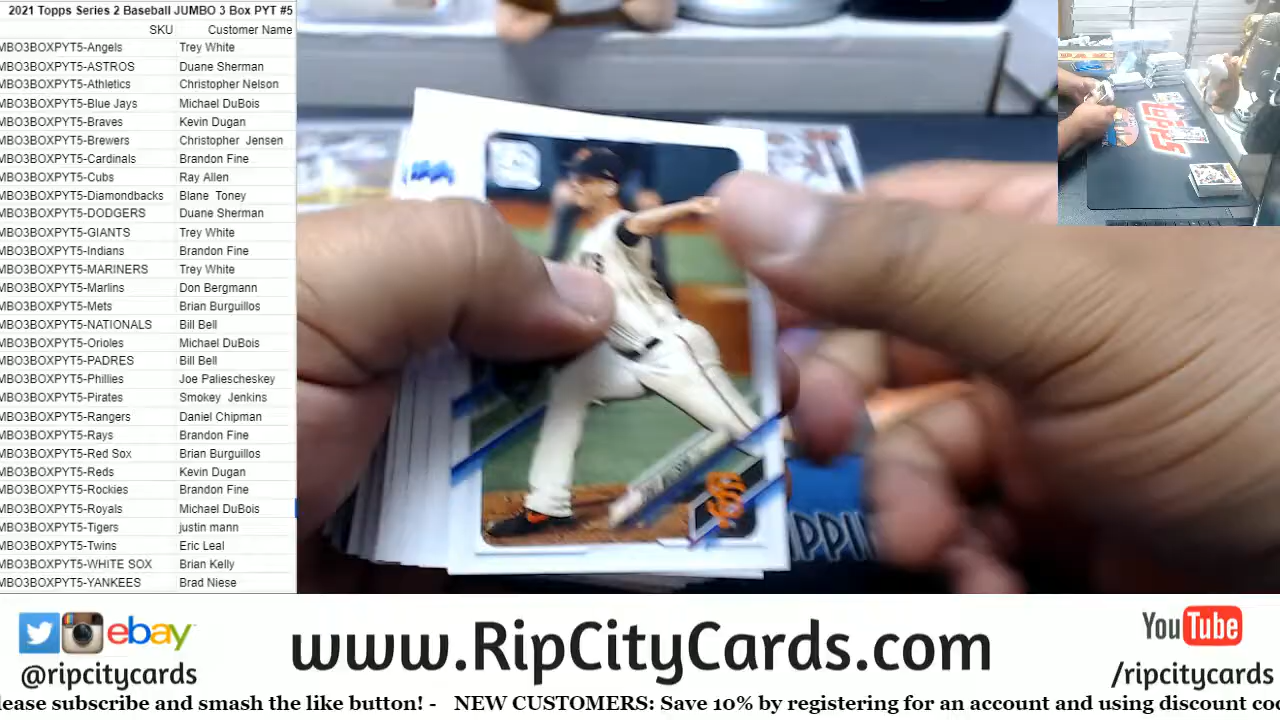 2021 Topps Series 2 Baseball JUMBO 3 Box PYT #5
SKU Customer Name
MBO3BOXPYT5-Angels Trey White
MBO3BOXPYT5-ASTROS Duane Sherman
MBO3BOXPYT5-Athletics Christopher Nelson
MBO3BOXPYT5-Blue Jays Michael DuBois
MBO3BOXPYT5-Braves Kevin Dugan
MBO3BOXPYT5-Brewers Christopher Jensen
MBO3BOXPYT5-Cardinals Brandon Fine
MBO3BOXPYT5-Cubs Ray Allen
MBO3BOXPYT5-Diamondbacks Blane Toney
MBO3BOXPYT5-DODGERS Duane Sherman
MBO3BOXPYT5-GIANTS Trey White
MBO3BOXPYT5-Indians Brandon Fine
MBO3BOXPYT5-MARINERS Trey White
MBO3BOXPYT5-Marlins Don Bergmann
MBO3BOXPYT5-Mets Brian Burguillos
MBO3BOXPYT5-NATIONALS Bill Bell
MBO3BOXPYT5-Orioles Michael DuBois
MBO3BOXPYT5-PADRES Bill Bell
MBO3BOXPYT5-Phillies Joe Paliescheskey
MBO3BOXPYT5-Pirates Smokey Jenkins
MBO3BOXPYT5-Rangers Daniel Chipman
MBO3BOXPYT5-Rays Brandon Fine
MBO3BOXPYT5-Red Sox Brian Burguillos
MBO3BOXPYT5-Reds Kevin Dugan
MBO3BOXPYT5-Rockies Brandon Fine
MBO3BOXPYT5-Royals Michael DuBois
MBO3BOXPYT5-Tigers justin mann
MBO3BOXPYT5-Twins Eric Leal
MBO3BOXPYT5-WHITE SOX Brian Kelly
MBO3BOXPYT5-YANKEES Brad Niese
topps
IPPIN
ebay
@ripcitycards
www.RipCityCards.com
YouTube
/ripcitycards
lease subscribe and smash the like button! - NEW CUSTOMERS: Save 10% by registering for an account and using discount cod